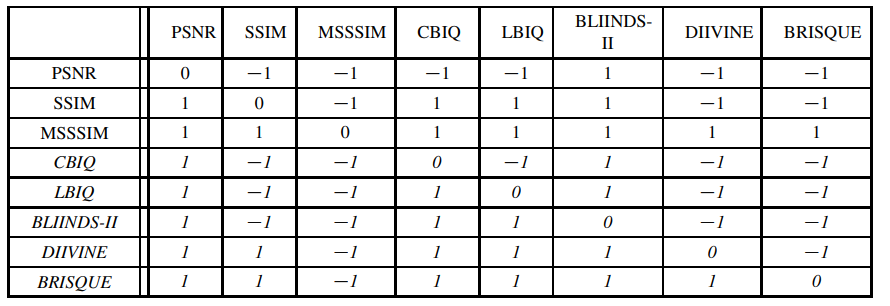 PSNR SSIM MSSSIM CBIQ LBIQ BLIINDS-II DIIVINE BRISQUE
PSNR 0 −1 −1 −1 −1 1 −1 −1
SSIM 1 0 −1 1 1 1 −1 −1
MSSSIM 1 1 0 1 1 1 1 1
CBIQ 1 −1 −1 0 −1 1 −1 −1
LBIQ 1 −1 −1 1 0 1 −1 −1
BLIINDS-II 1 −1 −1 1 1 0 −1 −1
DIIVINE 1 1 −1 1 1 1 0 −1
BRISQUE 1 1 −1 1 1 1 1 0